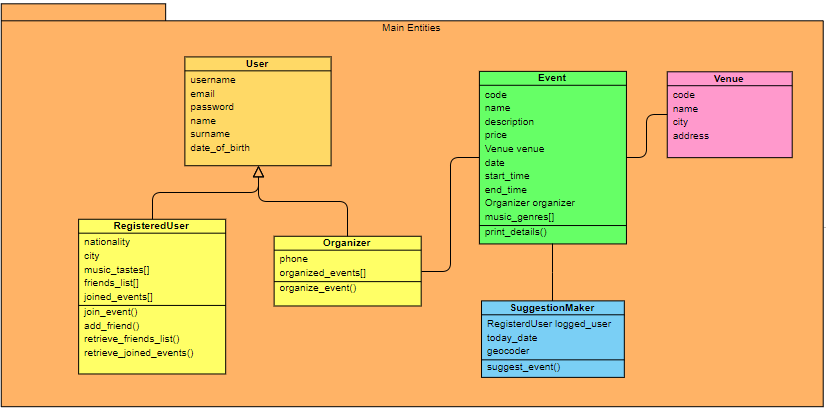 Main Entities
User
username
email
password
name
surname
date_of_birth
RegisteredUser
nationality
city
music_tastes[]
friends_list[]
joined_events[]
join_event()
add_friend()
retrieve_friends_list()
retrieve_joined_events()
Organizer
phone
organized_events[]
organize_event()
Event
code
name
description
price
Venue venue
date
start_time
end_time
Organizer organizer
music_genres[]
print_details()
Venue
code
name
city
address
SuggestionMaker
RegisterdUser logged_user
today_date
geocoder
suggest_event()